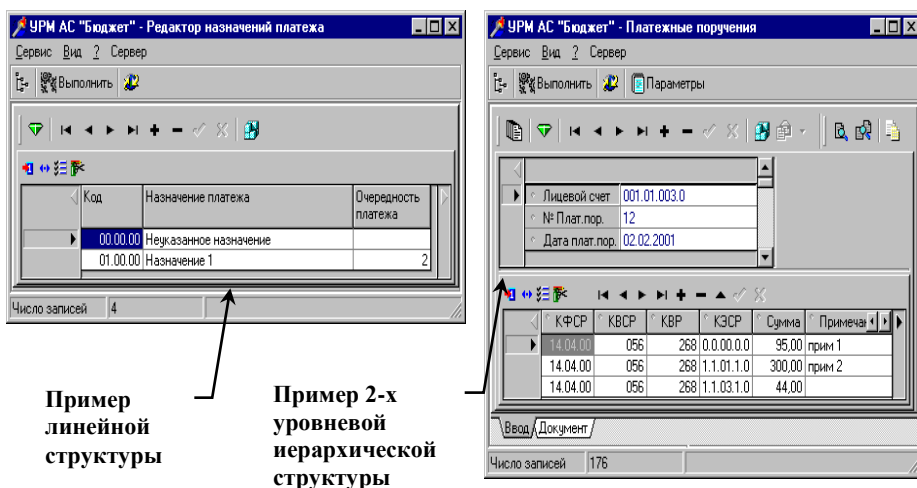 УРМ АС "Бюджет" - Редактор назначений платежа
Сервис Вид ? Сервер
Выполнить
Код Назначение платежа Очередность платежа
00.00.00 Неуказанное назначение
01.00.00 Назначение 1 2
Число записей 4
Пример
линейной
структуры
УРМ АС "Бюджет" - Платежные поручения
Сервис Вид ? Сервер
Выполнить Параметры
Лицевой счет 001.01.003.0
№ Плат.пор. 12
Дата плат.пор. 02.02.2001
КФСР КВСР КВР КЭСР Сумма Примечан
14.04.00 056 268 0.0.00.0.0 95,00 прим 1
14.04.00 056 268 1.1.01.1.0 300,00 прим 2
14.04.00 056 268 1.1.03.1.0 44,00
Ввод Документ
Число записей 176
Пример 2-х
уровневой
иерархической
структуры